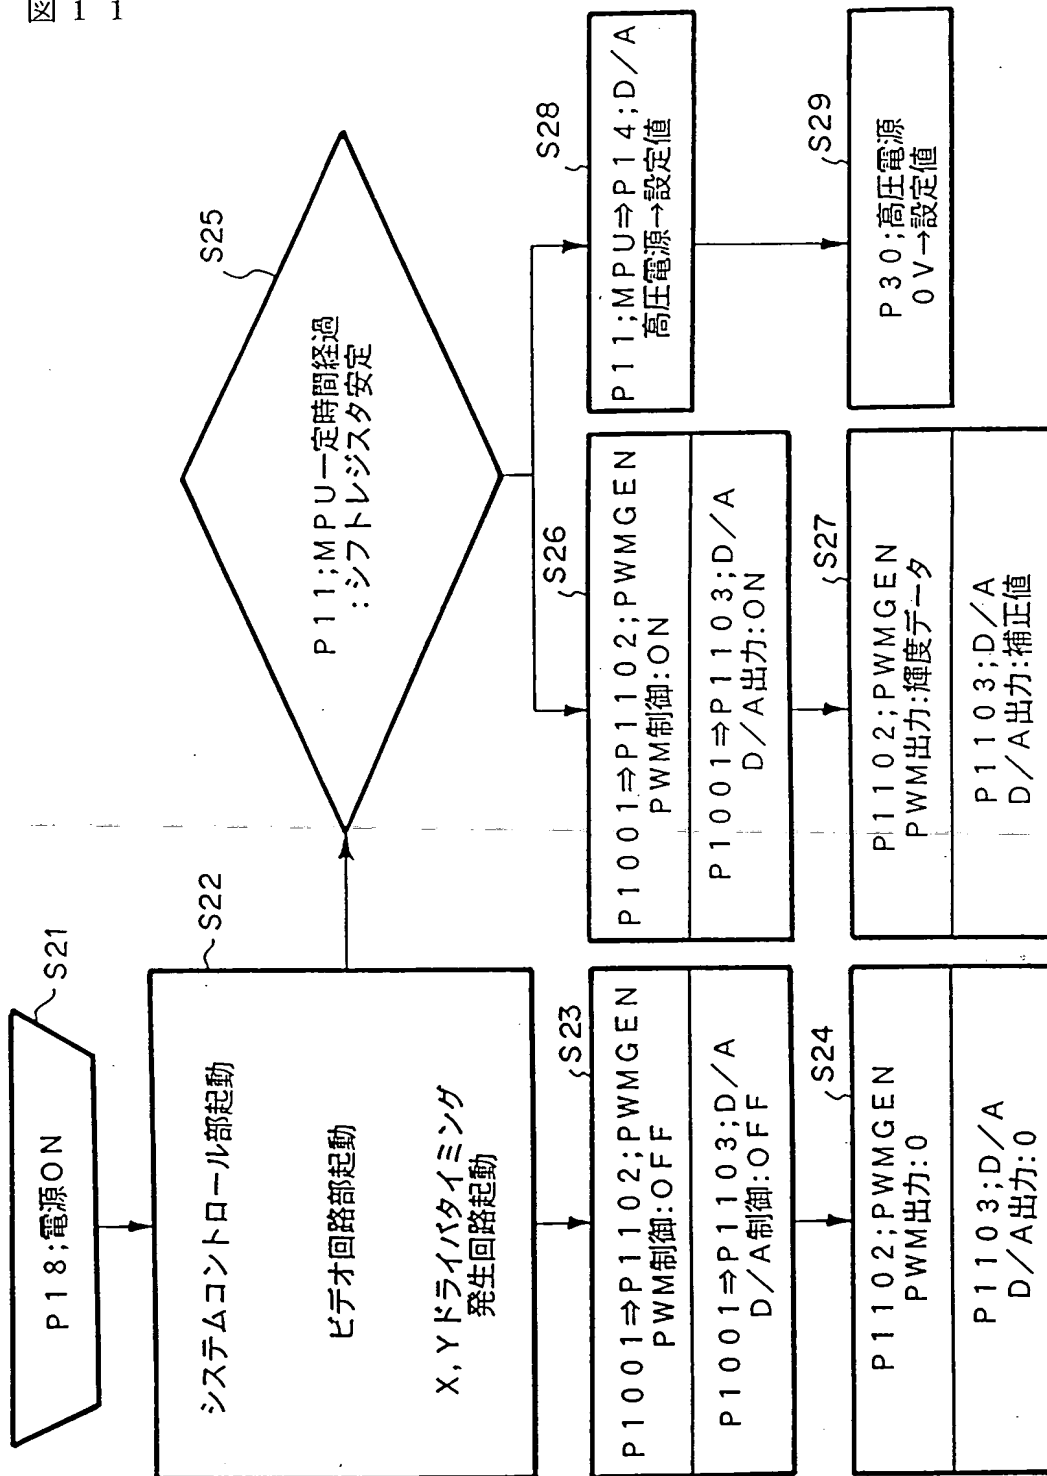 図11
P18;電源ON
S21
システムコントロール部起動
ビデオ回路部起動
X,Yドライバタイミング
発生回路起動
S22
P1001⇒P1102;PWMGEN
PWM制御:OFF
P1001⇒P1103;D/A
D/A制御:OFF
S23
P1102;PWMGEN
PWM出力:0
P1103;D/A
D/A出力:0
S24
P11;MPU一定時間経過
:シフトレジスタ安定
S25
P1001⇒P1102;PWMGEN
PWM制御:ON
P1001⇒P1103;D/A
D/A出力:ON
S26
P1102;PWMGEN
PWM出力:輝度データ
P1103;D/A
D/A出力:補正値
S27
P11;MPU⇒P14;D/A
高圧電源→設定値
S28
P30;高圧電源
0V→設定値
S29